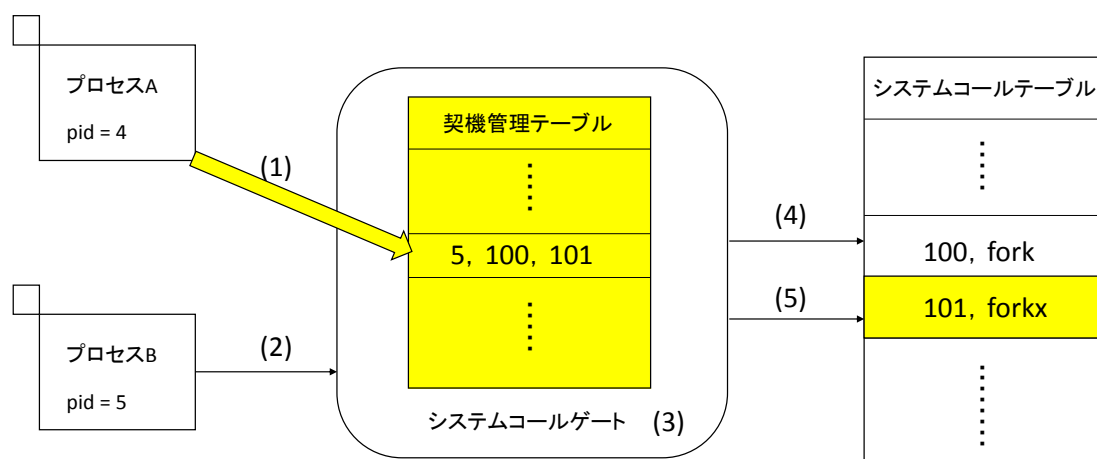 プロセスA
pid = 4
(1)
契機管理テーブル
5, 100, 101
システムコールゲート (3)
プロセスB
pid = 5
(2)
(4)
(5)
システムコールテーブル
100, fork
101, forkx